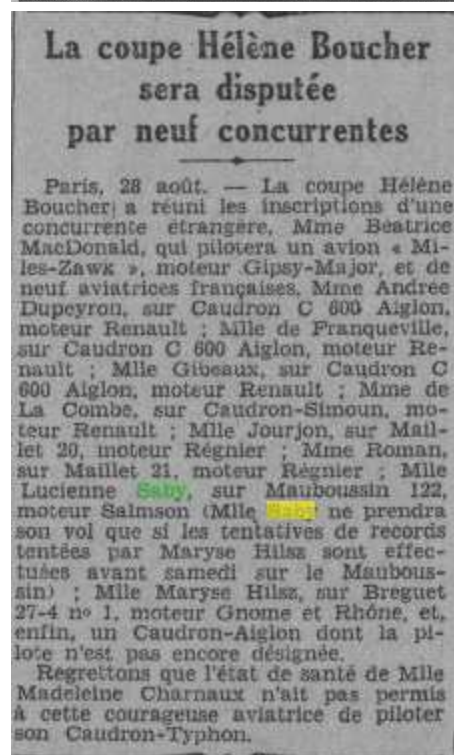 La coupe Hélène Boucher
sera disputée
par neuf concurrentes
Paris, 28 août. — La coupe Hélène
Boucher a réuni les inscriptions d'une
concurrente étrangère, Mme Béatrice
MacDonald, qui pilotera un avion « Mi-
les-Zawk », moteur Gipsy-Major, et de
neuf aviatrices françaises, Mme Andrée
Dupeyron, sur Caudron C 600 Aiglon,
moteur Renault ; Mlle de Franqueville,
sur Caudron C 600 Aiglon, moteur Re-
nault ; Mlle Gibeaux, sur Caudron C
600 Aiglon, moteur Renault ; Mme de
La Combe, sur Caudron-Simoun, mo-
teur Renault ; Mlle Jourjon, sur Mail-
let 20, moteur Régnier ; Mme Roman,
sur Maillet 21, moteur Régnier ; Mlle
Lucienne Saby, sur Mauboussin 122,
moteur Salmson (Mlle Saby ne prendra
son vol que si les tentatives de records
tentées par Maryse Hilsz sont effec-
tuées avant samedi sur le Maubous-
sin) ; Mlle Maryse Hilsz, sur Breguet
27-4 no 1, moteur Gnome et Rhône, et,
enfin, un Caudron-Aiglon dont la pi-
lote n'est pas encore désignée.
Regrettons que l'état de santé de Mlle
Madeleine Charnaux n'ait pas permis
à cette courageuse aviatrice de piloter
son Caudron-Typhon.